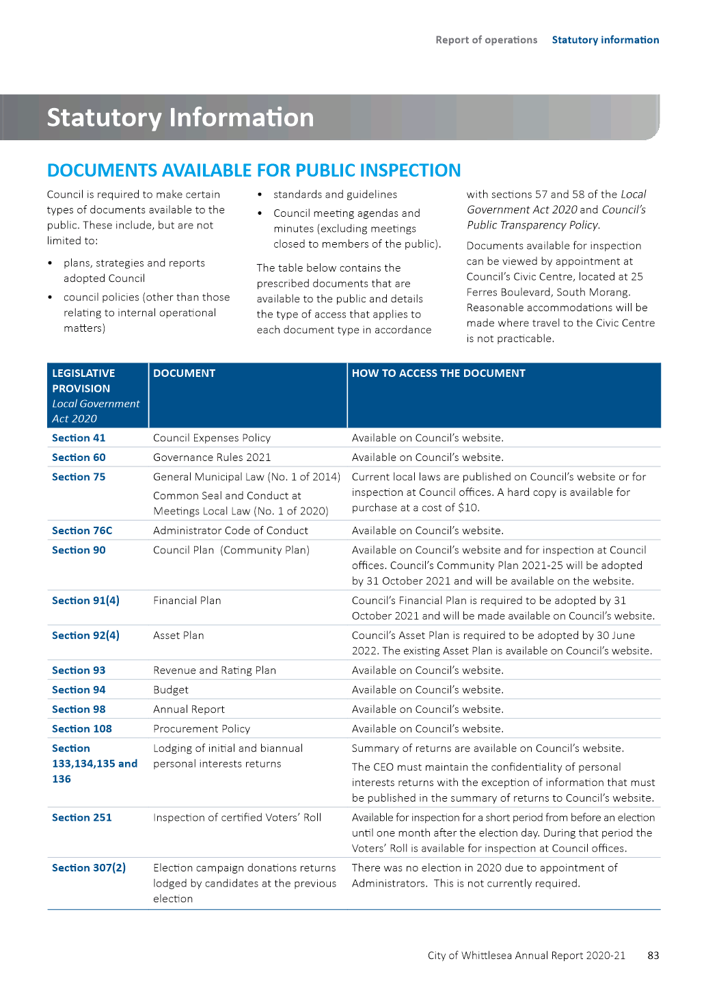 Report of operations Statutory information
Statutory Information
DOCUMENTS AVAILABLE FOR PUBLIC INSPECTION
Council is required to make certain
types of documents available to the
public. These include, but are not
limited to:
• plans, strategies and reports
adopted Council
• council policies (other than those
relating to internal operational
matters)
• standards and guidelines
• Council meeting agendas and
minutes (excluding meetings
closed to members of the public).
The table below contains the
prescribed documents that are
available to the public and details
the type of access that applies to
each document type in accordance
with sections 57 and 58 of the Local
Government Act 2020 and Council’s
Public Transparency Policy.
Documents available for inspection
can be viewed by appointment at
Council’s Civic Centre, located at 25
Ferres Boulevard, South Morang.
Reasonable accommodations will be
made where travel to the Civic Centre
is not practicable.
LEGISLATIVE
PROVISION
Local Government
Act 2020
DOCUMENT
HOW TO ACCESS THE DOCUMENT
Section 41
Council Expenses Policy
Available on Council’s website.
Section 60
Governance Rules 2021
Available on Council’s website.
Section 75
General Municipal Law (No. 1 of 2014)
Common Seal and Conduct at
Meetings Local Law (No. 1 of 2020)
Current local laws are published on Council’s website or for
inspection at Council offices. A hard copy is available for
purchase at a cost of $10.
Section 76C
Administrator Code of Conduct
Available on Council’s website.
Section 90
Council Plan (Community Plan)
Available on Council’s website and for inspection at Council
offices. Council’s Community Plan 2021-25 will be adopted
by 31 October 2021 and will be available on the website.
Section 91(4)
Financial Plan
Council’s Financial Plan is required to be adopted by 31
October 2021 and will be made available on Council’s website.
Section 92(4)
Asset Plan
Council’s Asset Plan is required to be adopted by 30 June
2022. The existing Asset Plan is available on Council’s website.
Section 93
Revenue and Rating Plan
Available on Council’s website.
Section 94
Budget
Available on Council’s website.
Section 98
Annual Report
Available on Council’s website.
Section 108
Procurement Policy
Available on Council’s website.
Section
133,134,135 and
136
Lodging of initial and biannual
personal interests returns
Summary of returns are available on Council’s website.
The CEO must maintain the confidentiality of personal
interests returns with the exception of information that must
be published in the summary of returns to Council’s website.
Section 251
Inspection of certified Voters’ Roll
Available for inspection for a short period from before an election
until one month after the election day. During that period the
Voters’ Roll is available for inspection at Council offices.
Section 307(2)
Election campaign donations returns
lodged by candidates at the previous
election
There was no election in 2020 due to appointment of
Administrators. This is not currently required.
City of Whittlesea Annual Report 2020-21 83